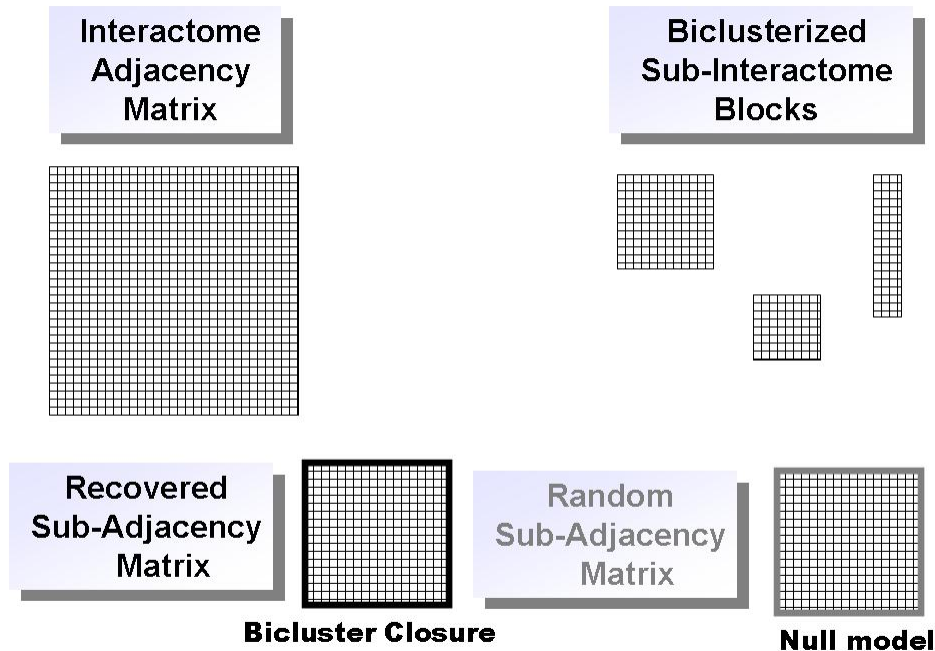 Interactome
Adjacency
Matrix
Biclusterized
Sub-Interactome
Blocks
Recovered
Sub-Adjacency
Matrix
Bicluster Closure
Random
Sub-Adjacency
Matrix
Null model